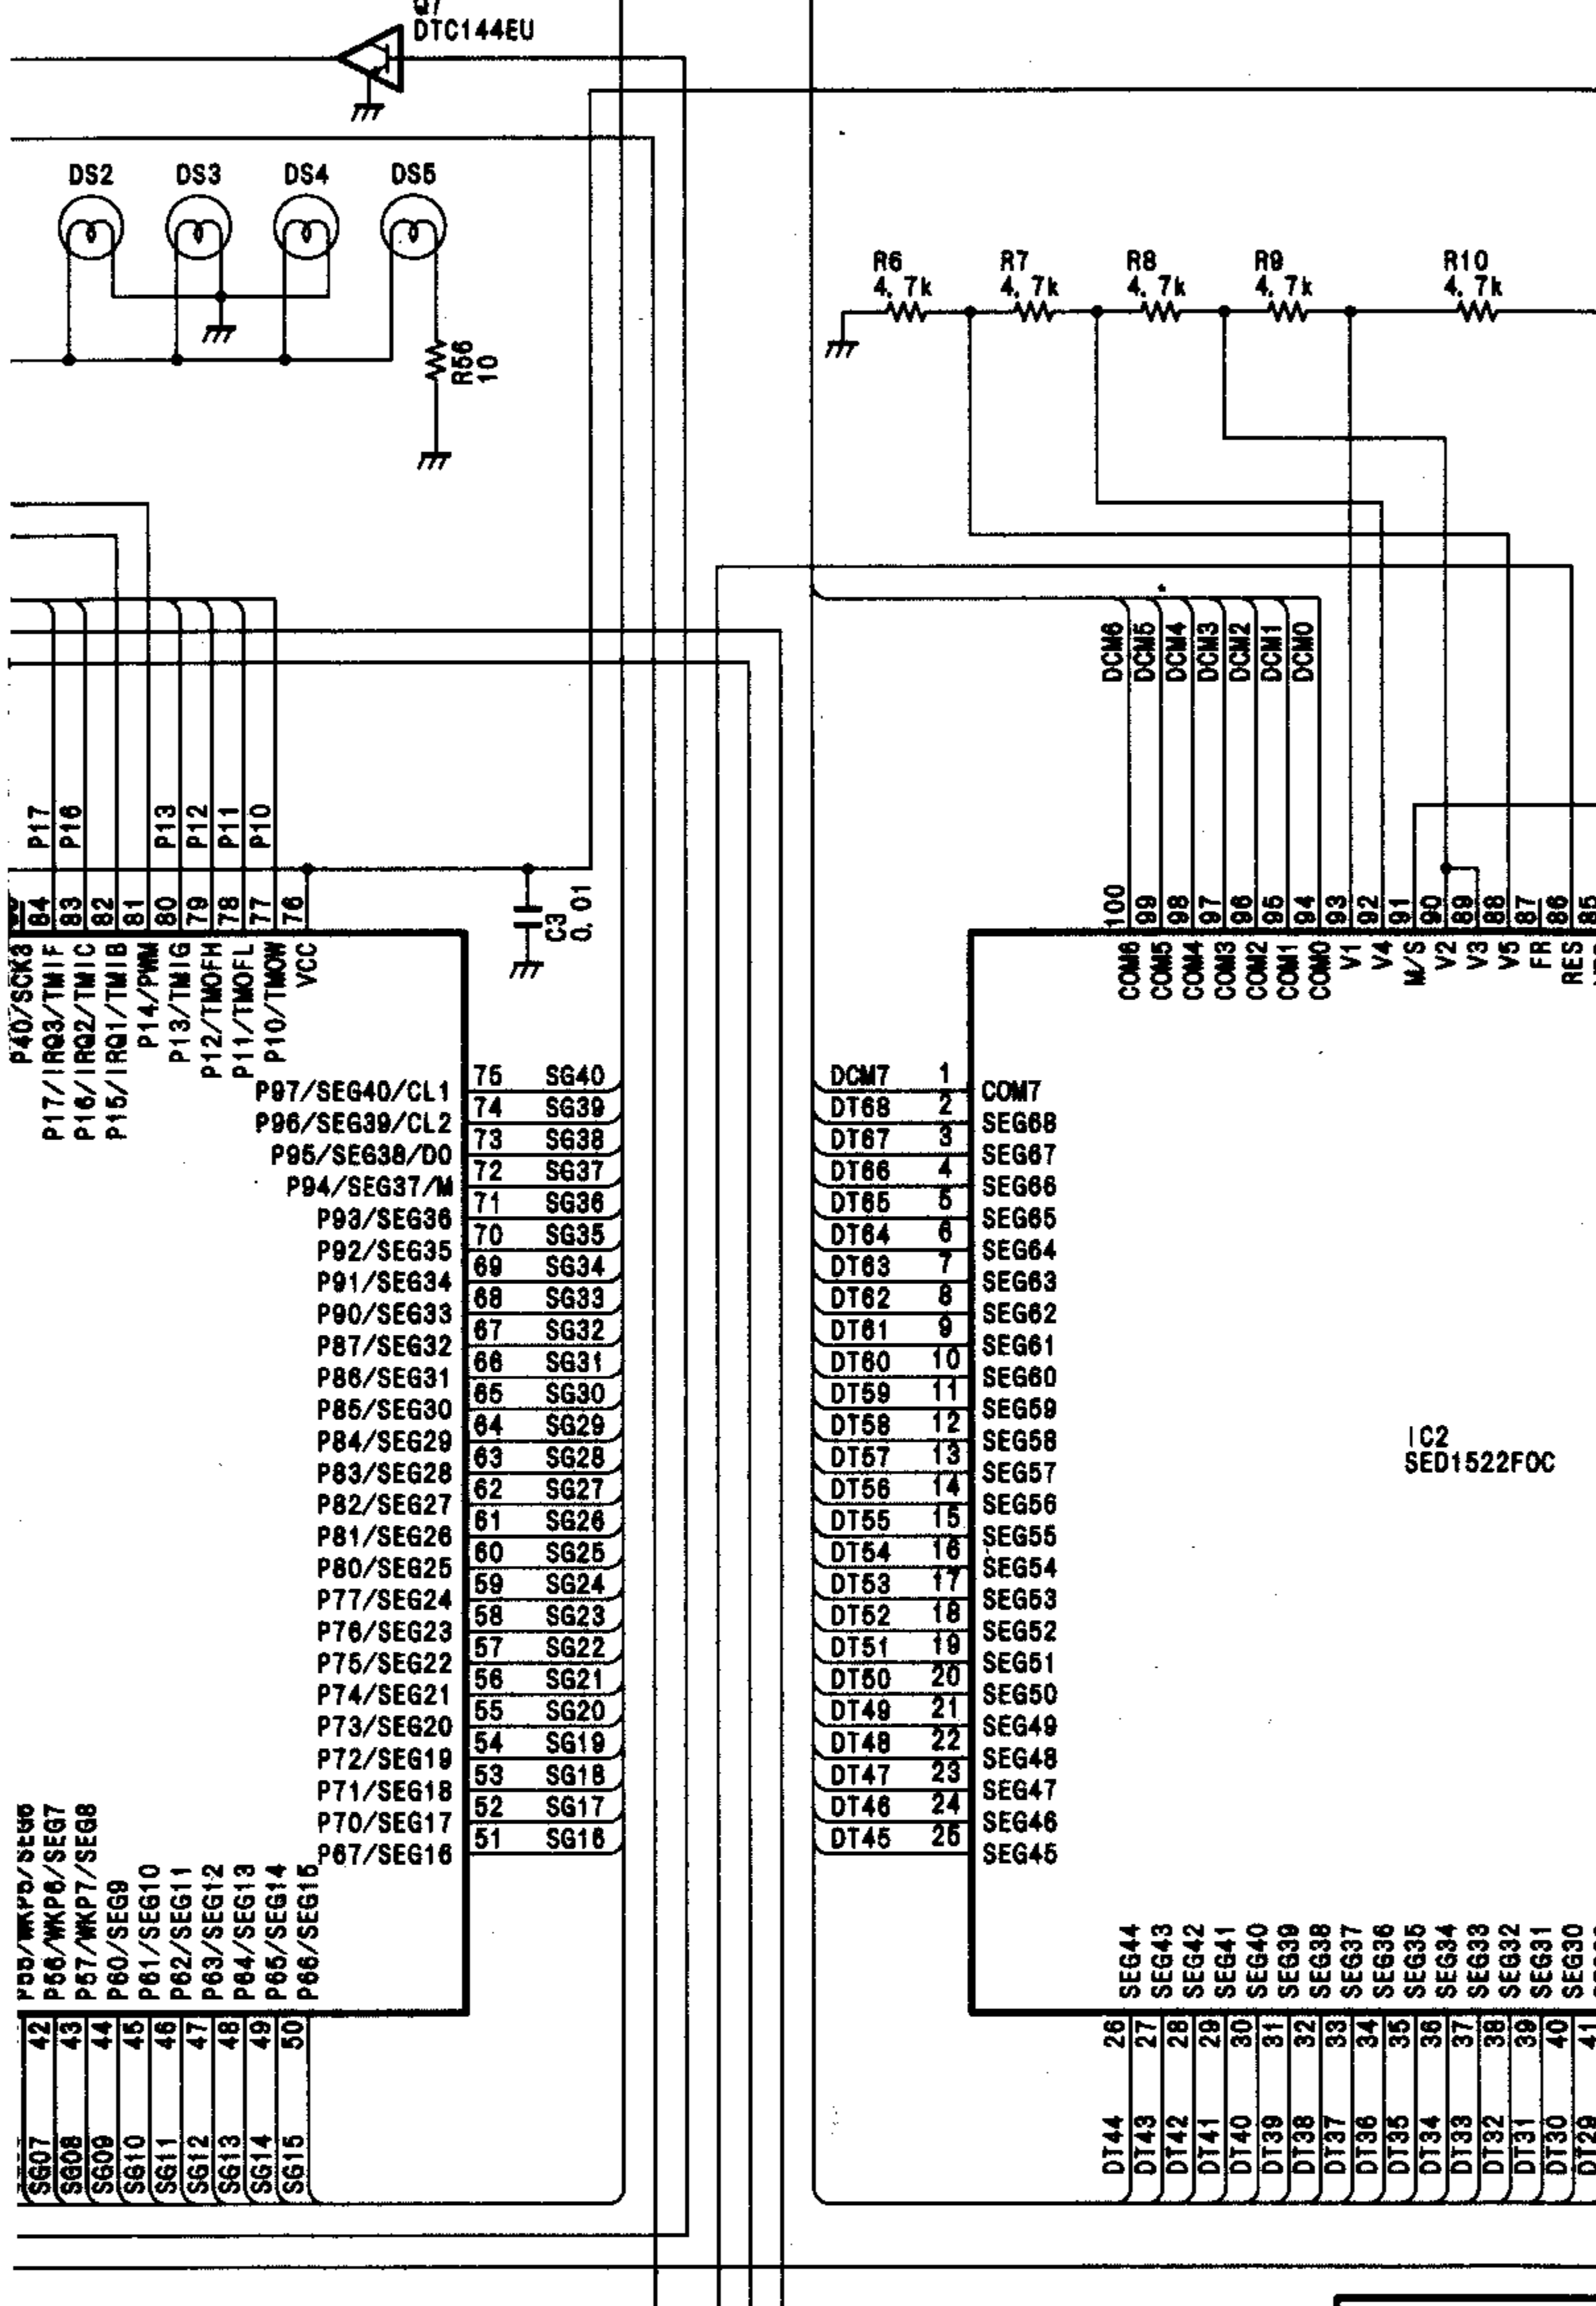 Q7
DTC144EU
DS2
DS3
DS4
DS5
R56
10
R6
4.7k
R7
4.7k
R8
4.7k
R9
4.7k
R10
4.7k
DCM6
DCM5
DCM4
DCM3
DCM2
DCM1
DCM0
P17
P16
P13
P12
P11
P10
84
83
82
81
80
79
78
77
76
P40/SCK3
P17/IRQ3/TMIF
P16/IRQ2/TMIC
P15/IRQ1/TMIB
P14/PWM
P13/TMIG
P12/TMOFH
P11/TMOFL
P10/TMOW
VCC
C3
0.01
100
99
98
97
96
95
94
93
92
91
90
89
88
87
86
85
COM6
COM5
COM4
COM3
COM2
COM1
COM0
V1
V4
M/S
V2
V3
V5
FR
RES
P97/SEG40/CL1 75 SG40
P96/SEG39/CL2 74 SG39
P95/SEG38/DO 73 SG38
P94/SEG37/M 72 SG37
P93/SEG36 71 SG36
P92/SEG35 70 SG35
P91/SEG34 69 SG34
P90/SEG33 68 SG33
P87/SEG32 67 SG32
P86/SEG31 66 SG31
P85/SEG30 65 SG30
P84/SEG29 64 SG29
P83/SEG28 63 SG28
P82/SEG27 62 SG27
P81/SEG26 61 SG26
P80/SEG25 60 SG25
P77/SEG24 59 SG24
P76/SEG23 58 SG23
P75/SEG22 57 SG22
P74/SEG21 56 SG21
P73/SEG20 55 SG20
P72/SEG19 54 SG19
P71/SEG18 53 SG18
P70/SEG17 52 SG17
P67/SEG16 51 SG16
DCM7 1 COM7
DT68 2 SEG68
DT67 3 SEG67
DT66 4 SEG66
DT65 5 SEG65
DT64 6 SEG64
DT63 7 SEG63
DT62 8 SEG62
DT61 9 SEG61
DT60 10 SEG60
DT59 11 SEG59
DT58 12 SEG58
DT57 13 SEG57
DT56 14 SEG56
DT55 15 SEG55
DT54 16 SEG54
DT53 17 SEG53
DT52 18 SEG52
DT51 19 SEG51
DT50 20 SEG50
DT49 21 SEG49
DT48 22 SEG48
DT47 23 SEG47
DT46 24 SEG46
DT45 25 SEG45
IC2
SED1522F0C
P55/WKP5/SEG6
P56/WKP6/SEG7
P57/WKP7/SEG8
P60/SEG9
P61/SEG10
P62/SEG11
P63/SEG12
P64/SEG13
P65/SEG14
P66/SEG15
42
43
44
45
46
47
48
49
50
SG07
SG08
SG09
SG10
SG11
SG12
SG13
SG14
SG15
SEG44
SEG43
SEG42
SEG41
SEG40
SEG39
SEG38
SEG37
SEG36
SEG35
SEG34
SEG33
SEG32
SEG31
SEG30
26
27
28
29
30
31
32
33
34
35
36
37
38
39
40
41
DT44
DT43
DT42
DT41
DT40
DT39
DT38
DT37
DT36
DT35
DT34
DT33
DT32
DT31
DT30
DT29